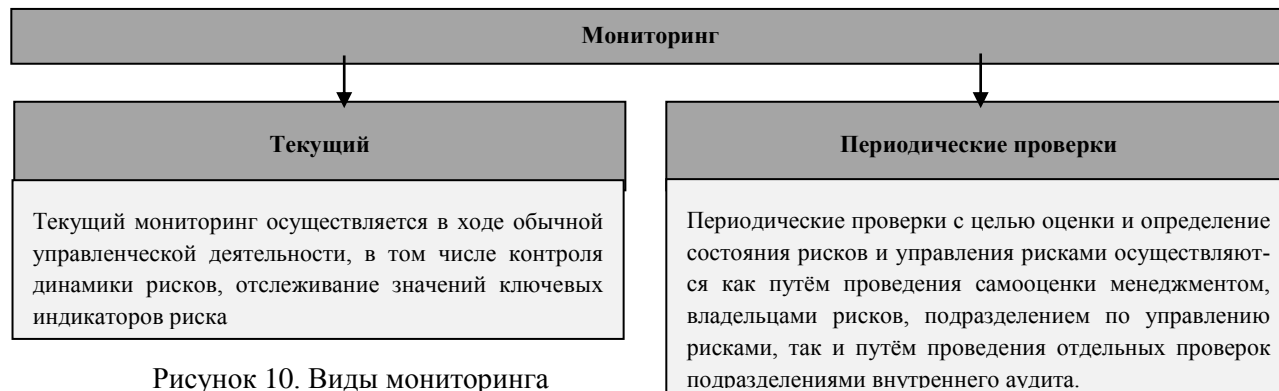 Мониторинг
Текущий
Текущий мониторинг осуществляется в ходе обычной
управленческой деятельности, в том числе контроля
динамики рисков, отслеживание значений ключевых
индикаторов риска
Рисунок 10. Виды мониторинга
Периодические проверки
Периодические проверки с целью оценки и определение
состояния рисков и управления рисками осуществляют-
ся как путём проведения самооценки менеджментом,
владельцами рисков, подразделением по управлению
рисками, так и путём проведения отдельных проверок
подразделениями внутреннего аудита.